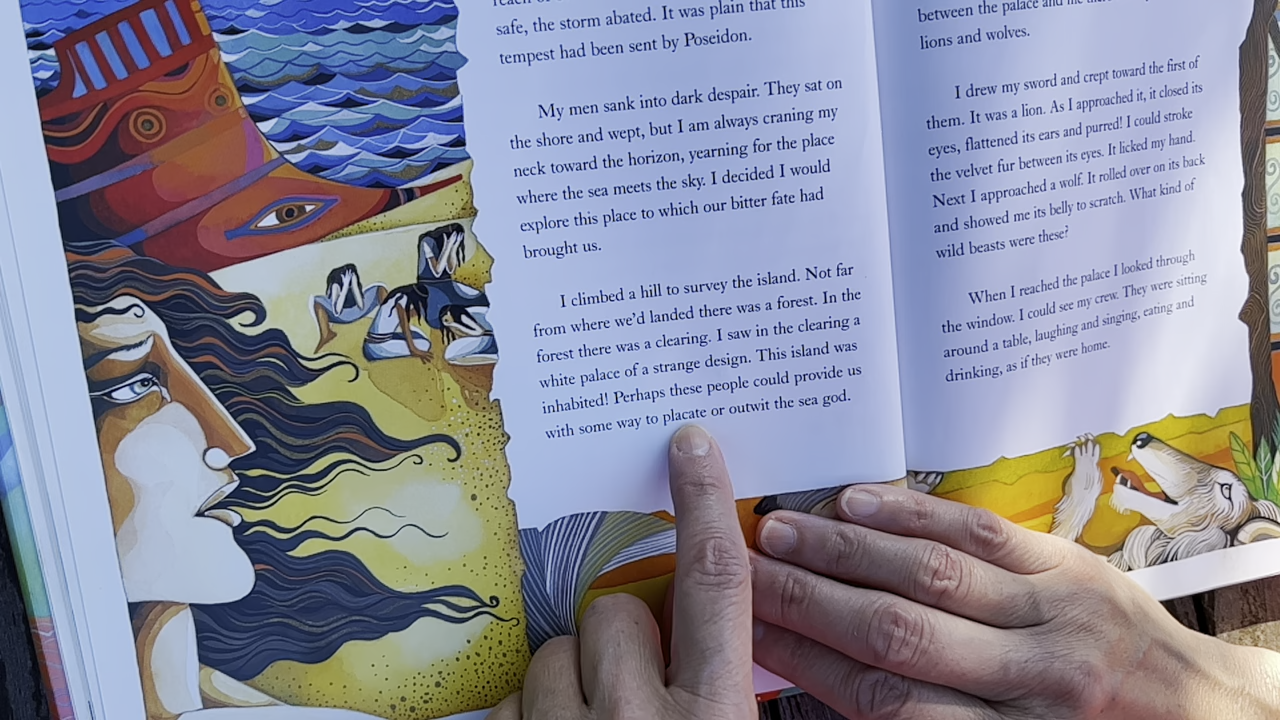 safe, the storm abated. It was plain that this
tempest had been sent by Poseidon.
My men sank into dark despair. They sat on
the shore and wept, but I am always craning my
neck toward the horizon, yearning for the place
where the sea meets the sky. I decided I would
explore this place to which our bitter fate had
brought us.
I climbed a hill to survey the island. Not far
from where we'd landed there was a forest. In the
forest there was a clearing. I saw in the clearing a
white palace of a strange design. This island was
inhabited! Perhaps these people could provide us
with some way to placate or outwit the sea god.
between the palace and me
lions and wolves.
I drew my sword and crept toward the first of
them. It was a lion. As I approached it, it closed its
eyes, flattened its ears and purred! I could stroke
the velvet fur between its eyes. It licked my hand.
Next I approached a wolf. It rolled over on its back
and showed me its belly to scratch. What kind of
wild beasts were these?
When I reached the palace I looked through
the window. I could see my crew. They were sitting
around a table, laughing and singing, eating and
drinking, as if they were home.